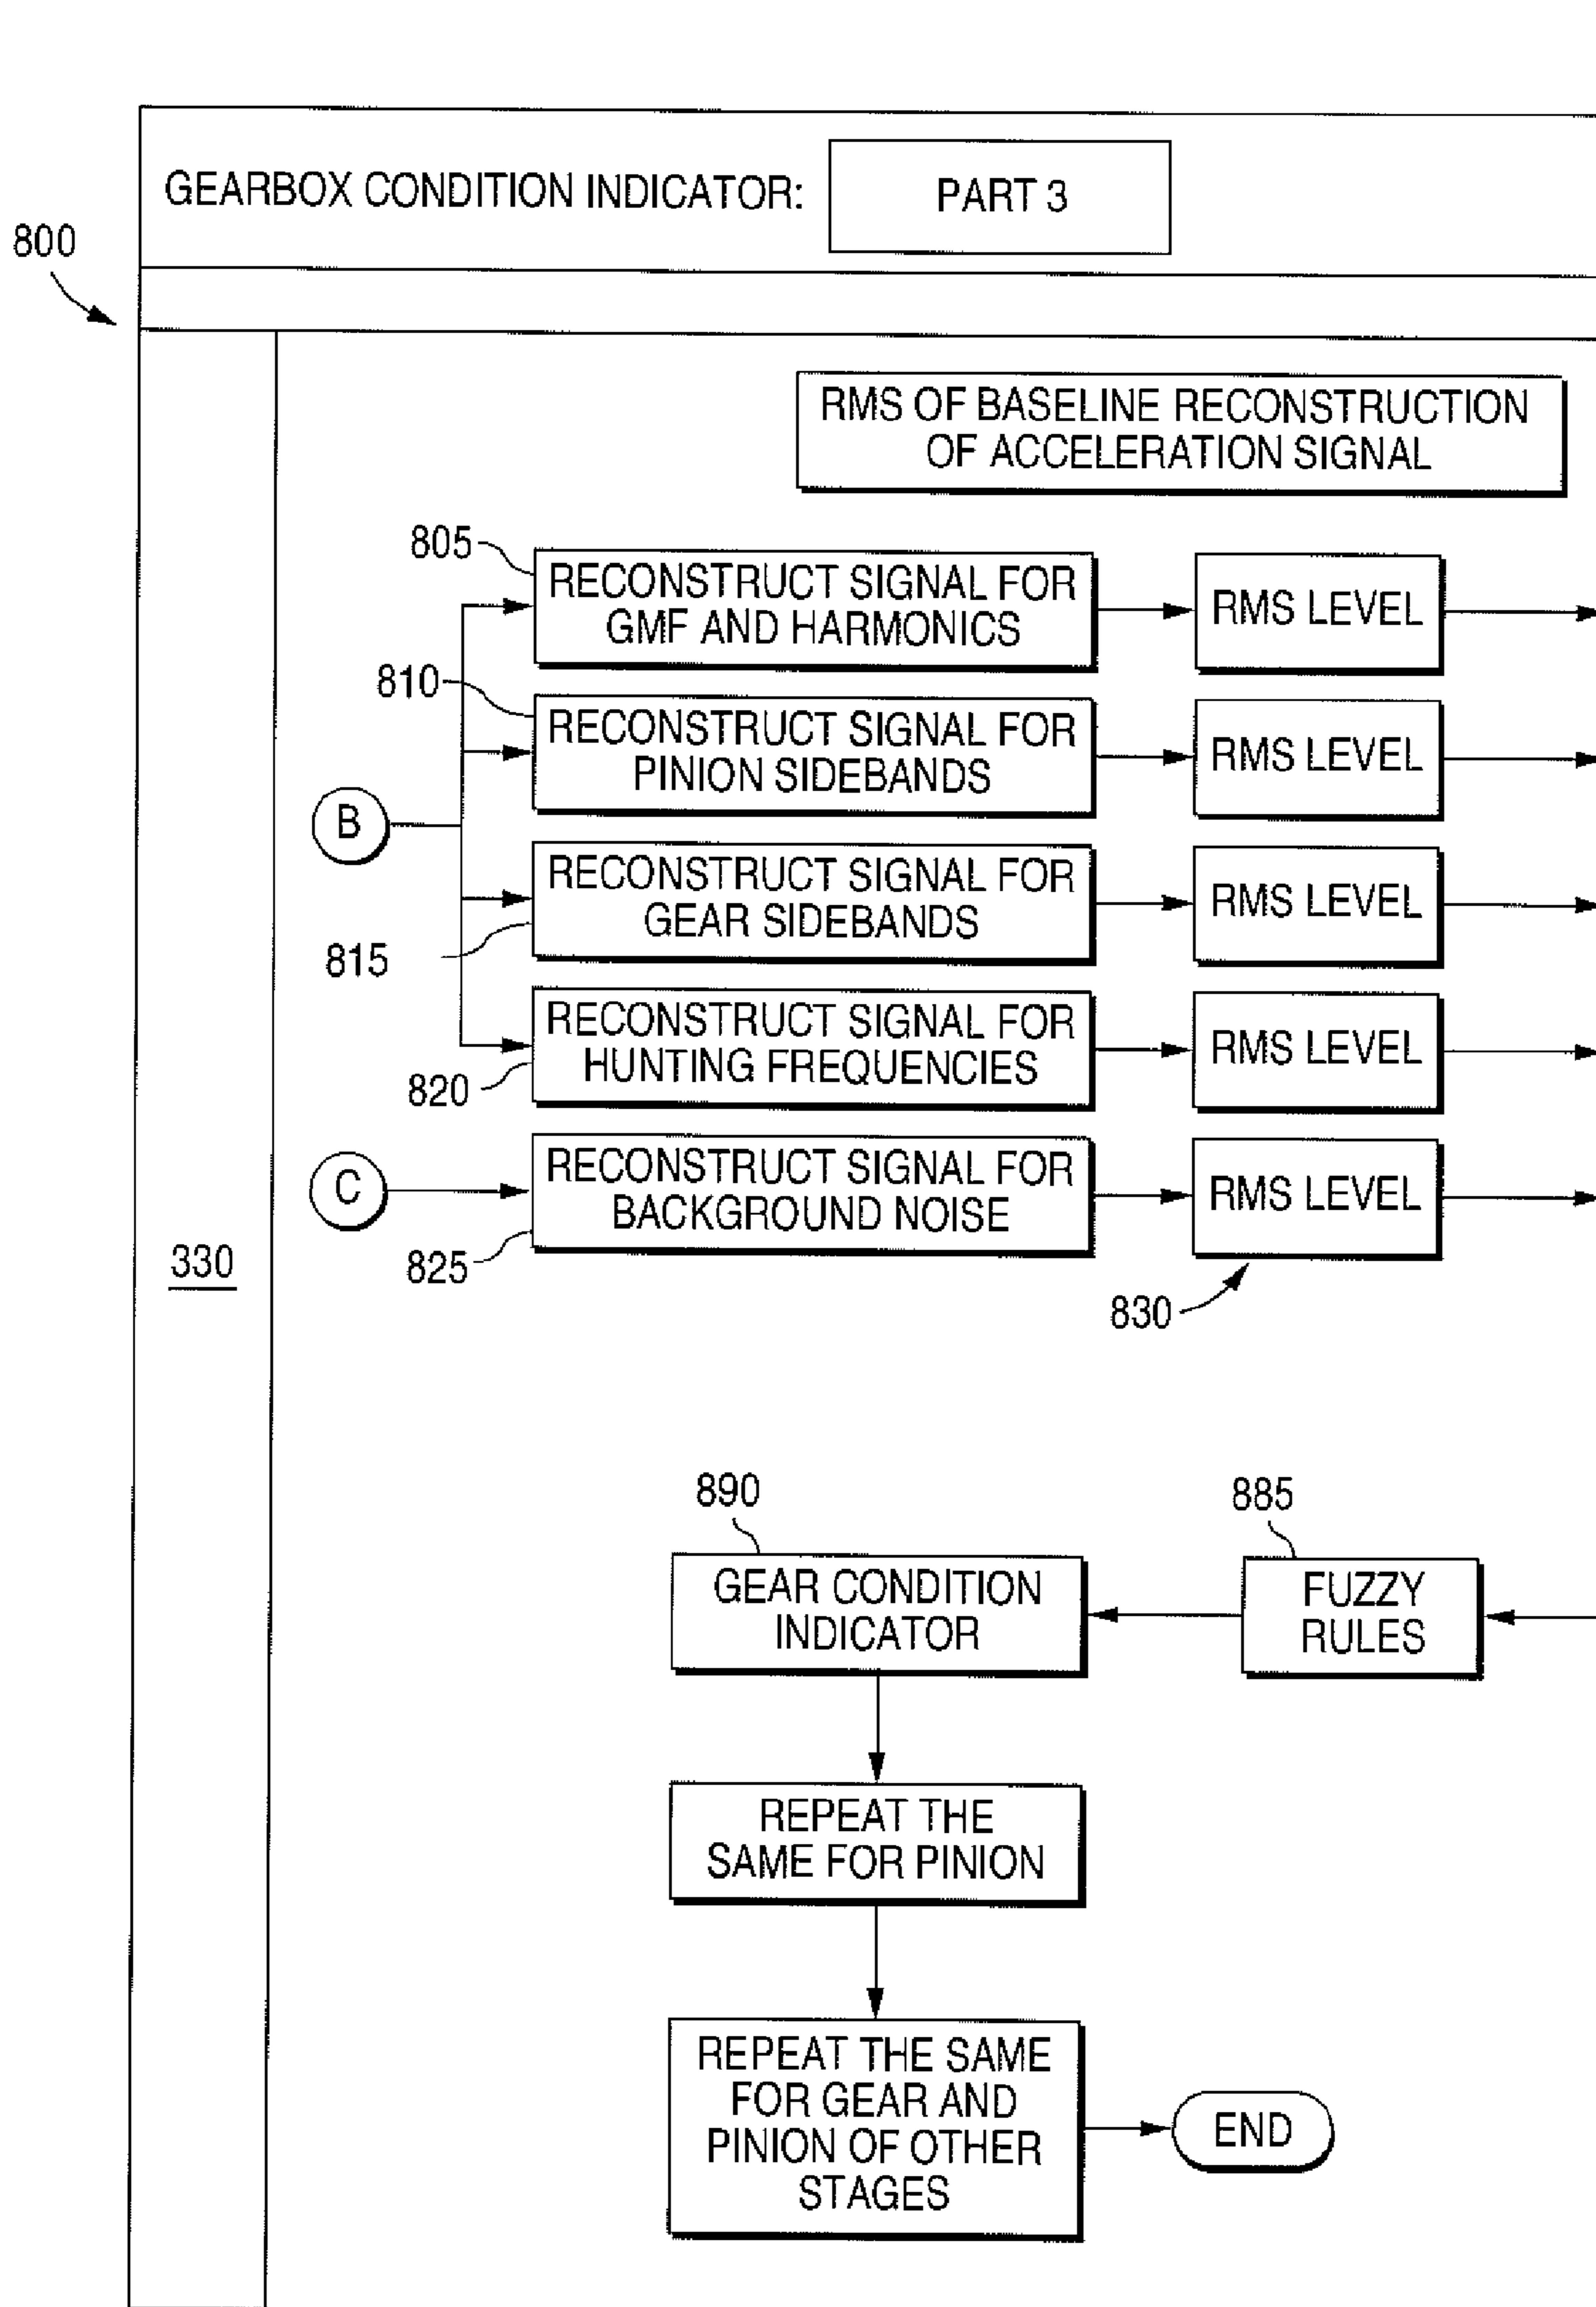 GEARBOX CONDITION INDICATOR:
PART 3
800
RMS OF BASELINE RECONSTRUCTION
OF ACCELERATION SIGNAL
805
RECONSTRUCT SIGNAL FOR
GMF AND HARMONICS
RMS LEVEL
810
RECONSTRUCT SIGNAL FOR
PINION SIDEBANDS
RMS LEVEL
B
RECONSTRUCT SIGNAL FOR
GEAR SIDEBANDS
RMS LEVEL
815
RECONSTRUCT SIGNAL FOR
HUNTING FREQUENCIES
RMS LEVEL
820
C
RECONSTRUCT SIGNAL FOR
BACKGROUND NOISE
RMS LEVEL
825
330
830
890
885
GEAR CONDITION
INDICATOR
FUZZY
RULES
REPEAT THE
SAME FOR PINION
REPEAT THE SAME
FOR GEAR AND
PINION OF OTHER
STAGES
END